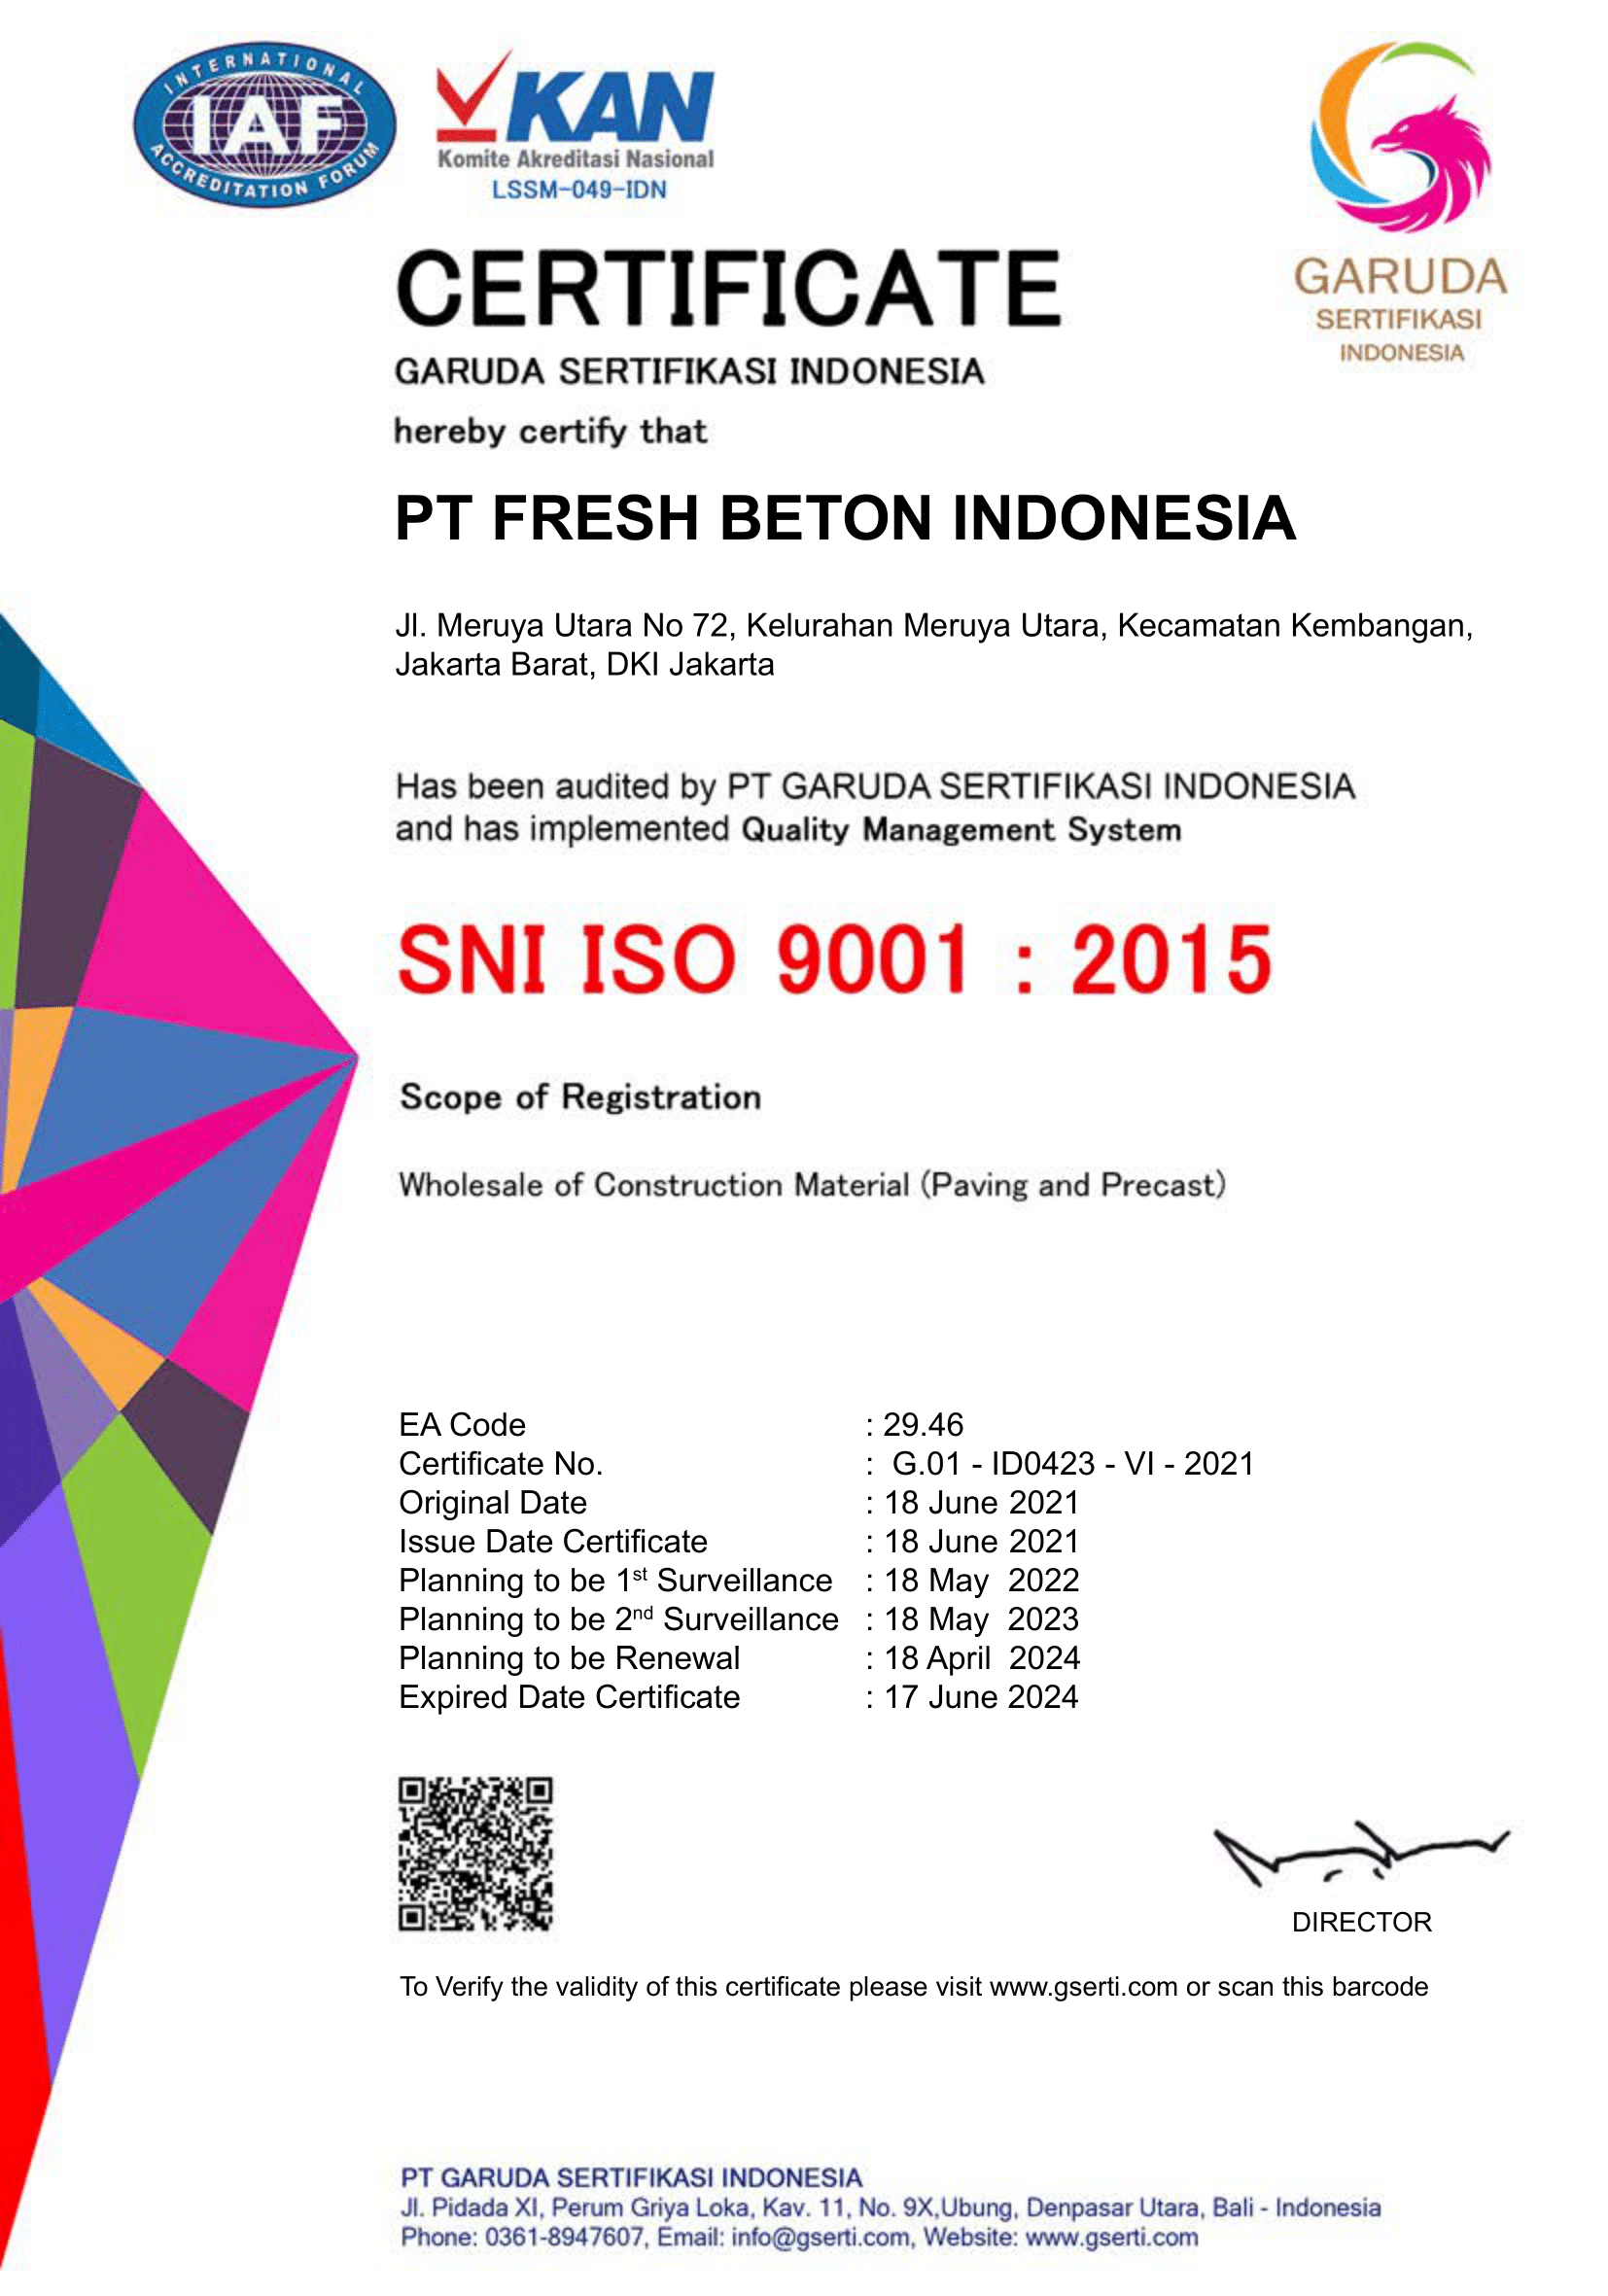 INTERNATIONAL
IAF
ACCREDITATION FORUM
KAN
Komite Akreditasi Nasional
LSSM-049-IDN
GARUDA
SERTIFIKASI
INDONESIA
CERTIFICATE
GARUDA SERTIFIKASI INDONESIA
hereby certify that
PT FRESH BETON INDONESIA
Jl. Meruya Utara No 72, Kelurahan Meruya Utara, Kecamatan Kembangan,
Jakarta Barat, DKI Jakarta
Has been audited by PT GARUDA SERTIFIKASI INDONESIA
and has implemented Quality Management System
SNI ISO 9001 : 2015
Scope of Registration
Wholesale of Construction Material (Paving and Precast)
EA Code : 29.46
Certificate No. : G.01 - ID0423 - VI - 2021
Original Date : 18 June 2021
Issue Date Certificate : 18 June 2021
Planning to be 1st Surveillance : 18 May 2022
Planning to be 2nd Surveillance : 18 May 2023
Planning to be Renewal : 18 April 2024
Expired Date Certificate : 17 June 2024
DIRECTOR
To Verify the validity of this certificate please visit www.gserti.com or scan this barcode
PT GARUDA SERTIFIKASI INDONESIA
Jl. Pidada XI, Perum Griya Loka, Kav. 11, No. 9X,Ubung, Denpasar Utara, Bali - Indonesia
Phone: 0361-8947607, Email: info@gserti.com, Website: www.gserti.com